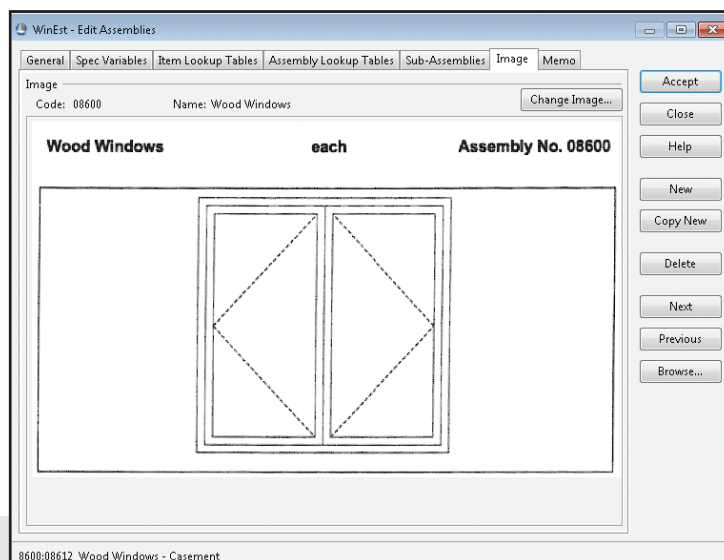 WinEst - Edit Assemblies
General Spec Variables Item Lookup Tables Assembly Lookup Tables Sub-Assemblies Image Memo
Image
Code: 08600 Name: Wood Windows Change Image...
Wood Windows each Assembly No. 08600
Accept
Close
Help
New
Copy New
Delete
Next
Previous
Browse...
8600:08612 Wood Windows - Casement